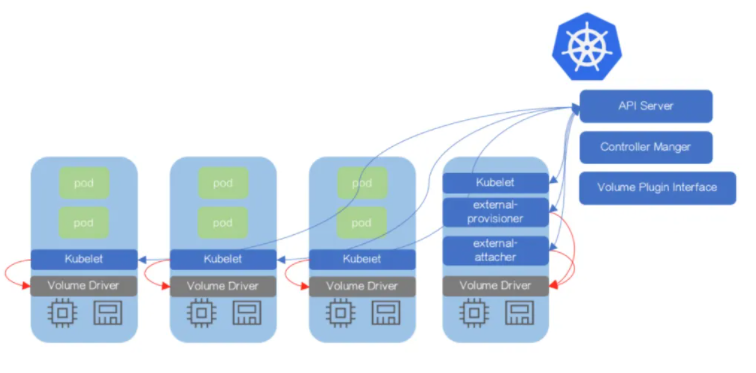 API Server
Controller Manger
Volume Plugin Interface
pod
pod
Kubelet
Volume Driver
pod
pod
Kubelet
Volume Driver
pod
pod
Kubelet
Volume Driver
Kubelet
external-
provisioner
external-
attacher
Volume Driver